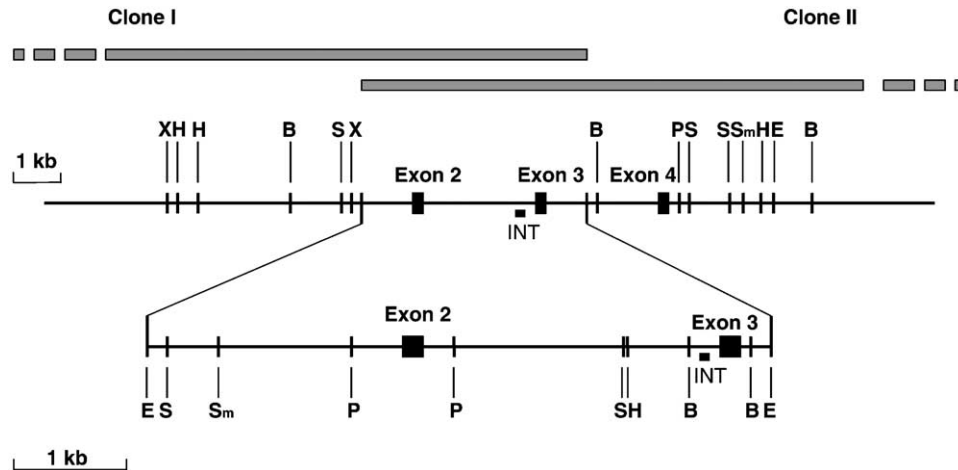 Clone I Clone II
XH H B S X B PS SSmHE B
1 kb
Exon 2 Exon 3 Exon 4
INT
Exon 2 Exon 3
INT
E S Sm P P SH B B E
1 kb